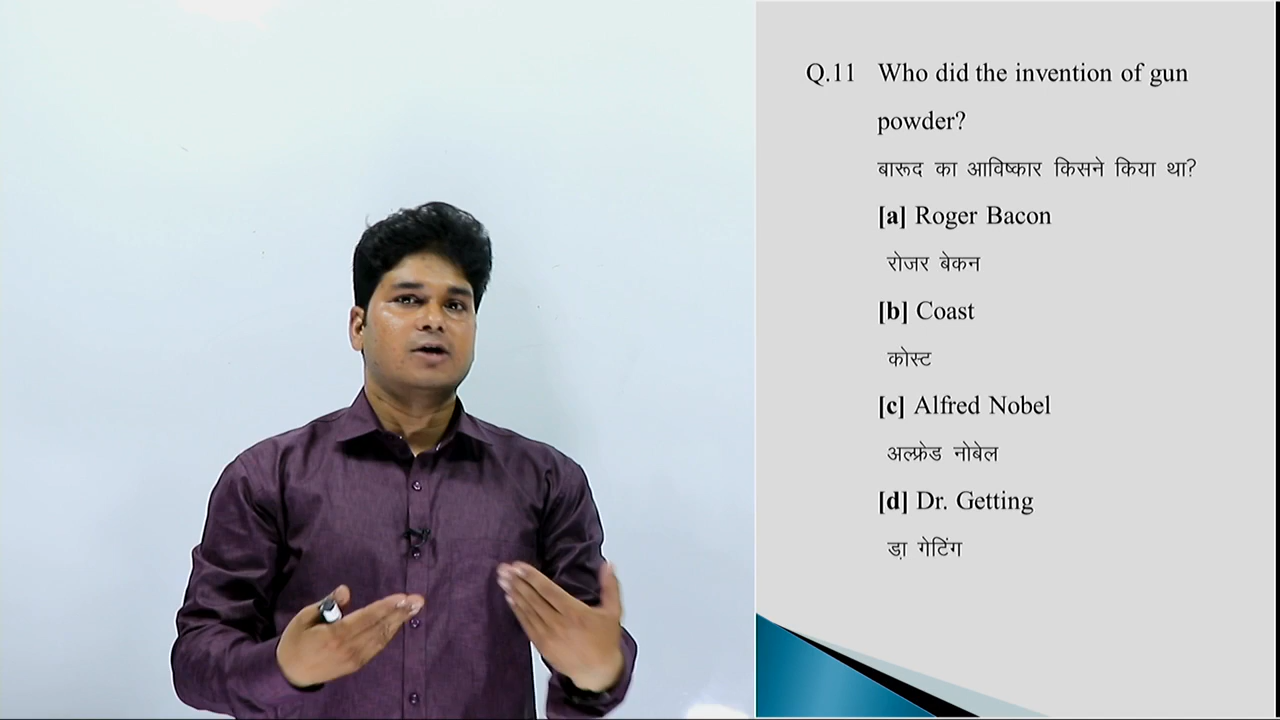 Q.11 Who did the invention of gun
powder?
बारूद का आविष्कार किसने किया था?
[a] Roger Bacon
रोजर बेकन
[b] Coast
कोस्ट
[c] Alfred Nobel
अल्फ्रेड नोबेल
[d] Dr. Getting
डा़ गेटिंग